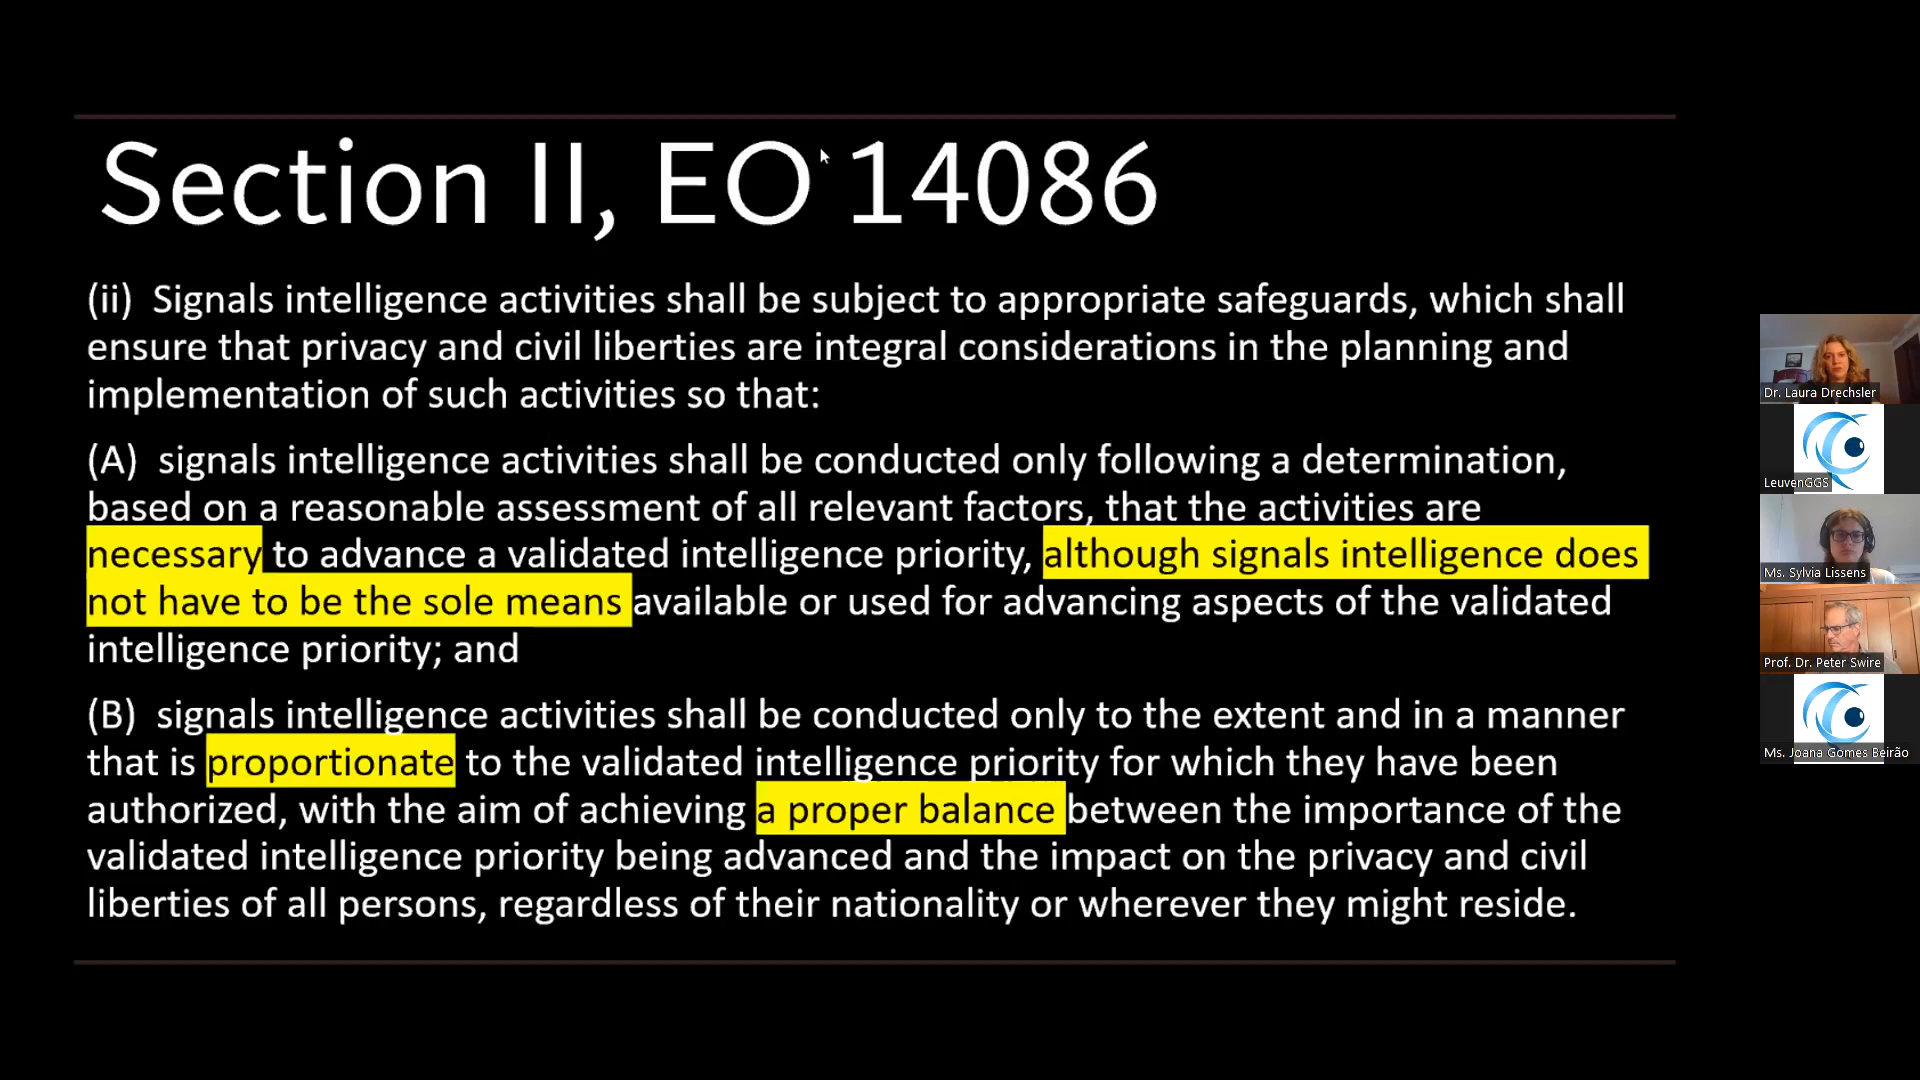 Section II, EO 14086
(ii)  Signals intelligence activities shall be subject to appropriate safeguards, which shall
ensure that privacy and civil liberties are integral considerations in the planning and
implementation of such activities so that:
(A)  signals intelligence activities shall be conducted only following a determination,
based on a reasonable assessment of all relevant factors, that the activities are
necessary to advance a validated intelligence priority, although signals intelligence does
not have to be the sole means available or used for advancing aspects of the validated
intelligence priority; and
(B)  signals intelligence activities shall be conducted only to the extent and in a manner
that is proportionate to the validated intelligence priority for which they have been
authorized, with the aim of achieving a proper balance between the importance of the
validated intelligence priority being advanced and the impact on the privacy and civil
liberties of all persons, regardless of their nationality or wherever they might reside.
Dr. Laura Drechsler
LeuvenGGS
Ms. Sylvia Lissens
Prof. Dr. Peter Swire
Ms. Joana Gomes Beirão